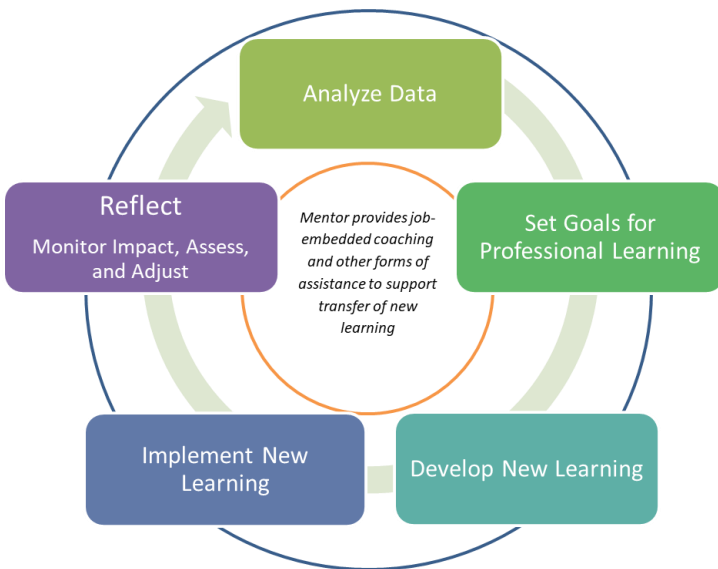 Analyze Data
Set Goals for
Professional Learning
Develop New Learning
Implement New
Learning
Reflect
Monitor Impact, Assess,
and Adjust
Mentor provides job-
embedded coaching
and other forms of
assistance to support
transfer of new
learning